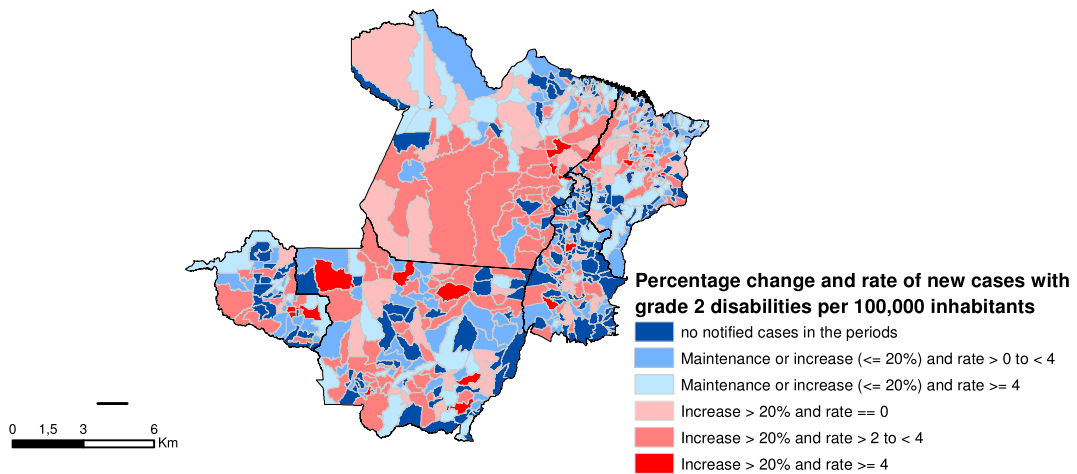 Percentage change and rate of new cases with
grade 2 disabilities per 100,000 inhabitants
no notified cases in the periods
Maintenance or increase (<= 20%) and rate > 0 to < 4
Maintenance or increase (<= 20%) and rate >= 4
Increase > 20% and rate == 0
Increase > 20% and rate > 2 to < 4
Increase > 20% and rate >= 4
0 1,5 3 6
Km